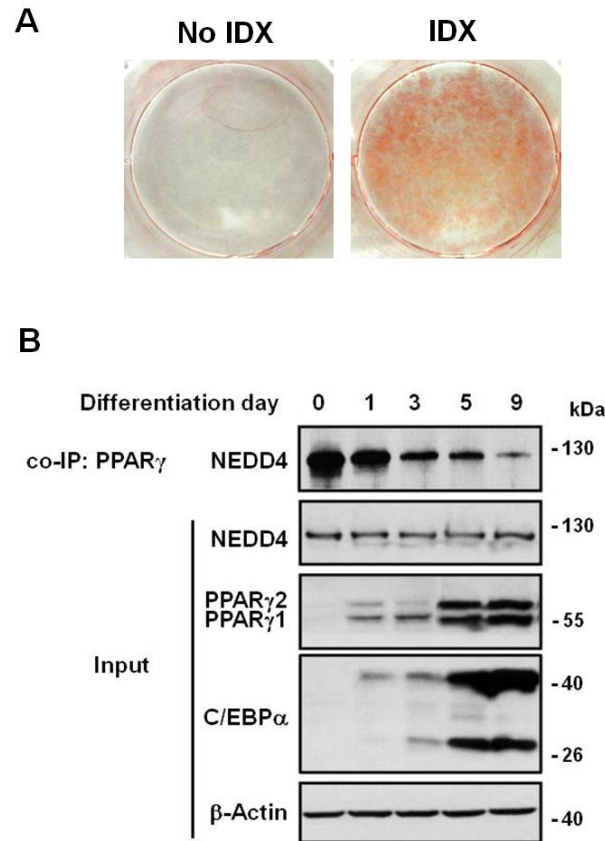 A
No IDX IDX
B
Differentiation day 0 1 3 5 9 kDa
co-IP: PPARγ NEDD4 - 130
NEDD4 - 130
PPARγ2
PPARγ1 - 55
Input
- 40
C/EBPα
- 26
β-Actin - 40